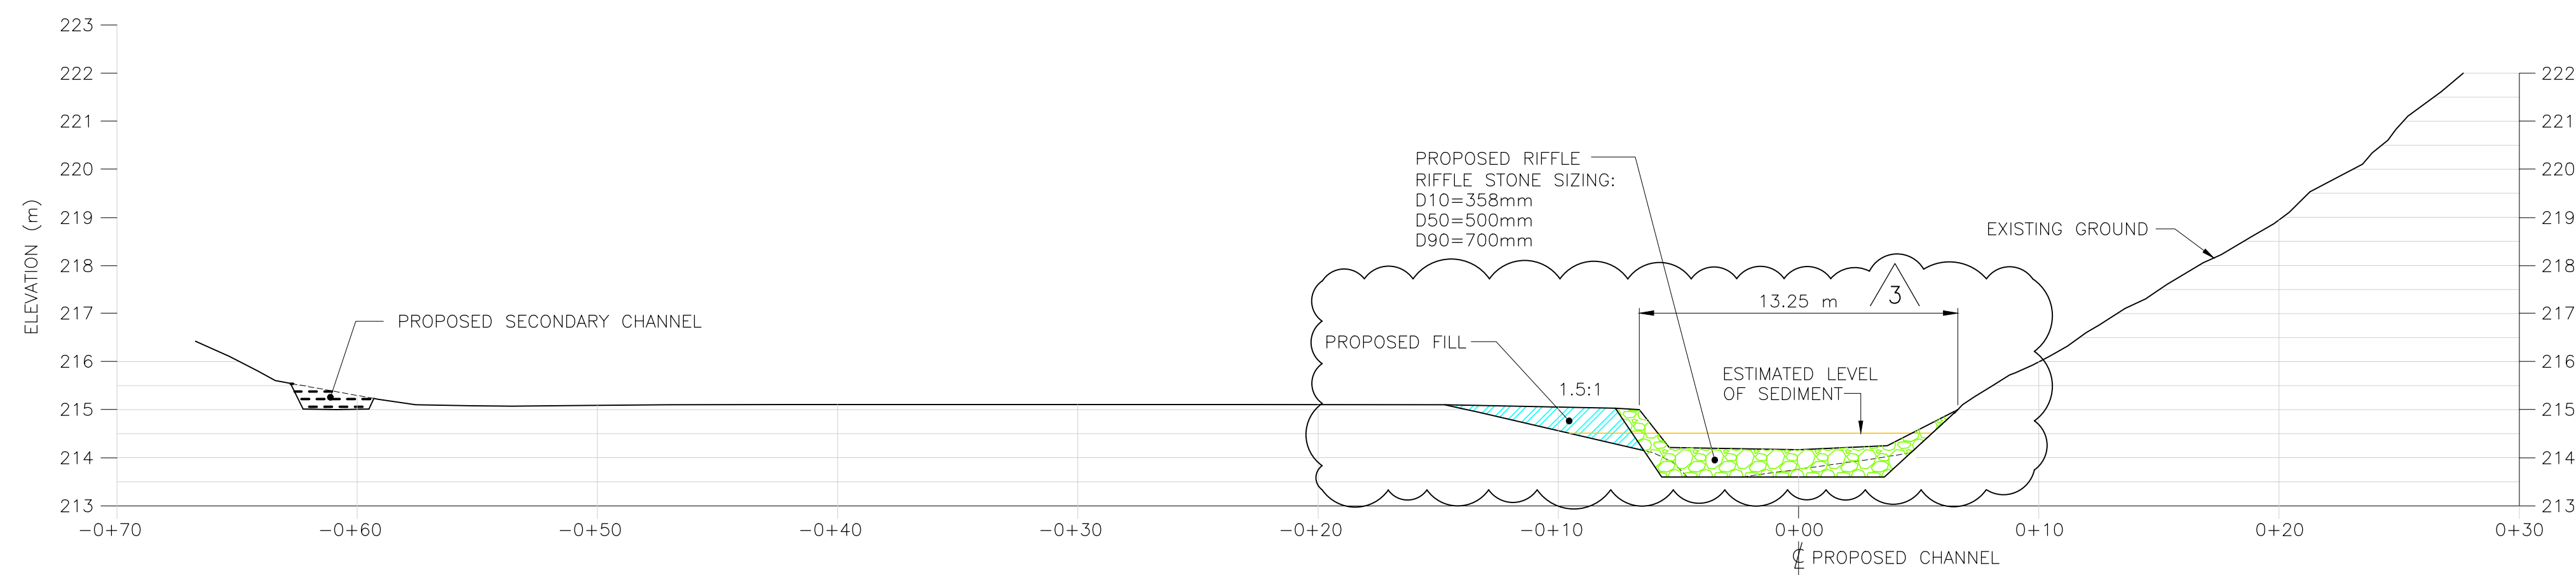 223
222
221
220
219
218
217
216
215
214
213
ELEVATION (m)
PROPOSED SECONDARY CHANNEL
PROPOSED RIFFLE
RIFFLE STONE SIZING:
D10=358mm
D50=500mm
D90=700mm
PROPOSED FILL
1.5:1
13.25 m
3
ESTIMATED LEVEL
OF SEDIMENT
EXISTING GROUND
222
221
220
219
218
217
216
215
214
213
-0+70 -0+60 -0+50 -0+40 -0+30 -0+20 -0+10 0+00 0+10 0+20 0+30
℄ PROPOSED CHANNEL